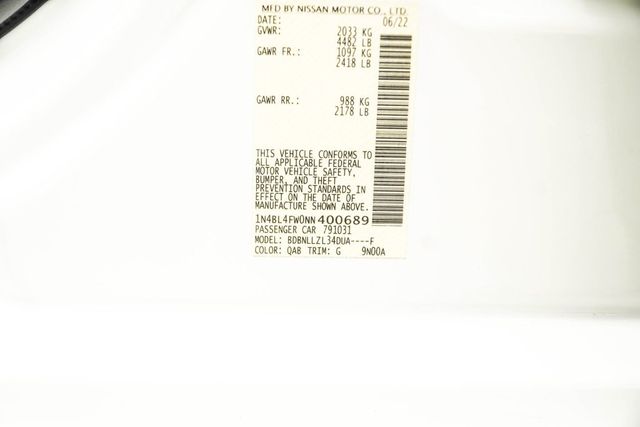 MFD BY NISSAN MOTOR CO., LTD.
DATE: 06/22
GVWR: 2033 KG
4482 LB
GAWR FR.: 1097 KG
2418 LB
GAWR RR.: 988 KG
2178 LB
THIS VEHICLE CONFORMS TO
ALL APPLICABLE FEDERAL
MOTOR VEHICLE SAFETY,
BUMPER, AND THEFT
PREVENTION STANDARDS IN
EFFECT ON THE DATE OF
MANUFACTURE SHOWN ABOVE.
1N4BL4FW0NN400689
PASSENGER CAR 791031
MODEL: BDBNLLZL34DUA----F
COLOR: QAB TRIM: G 9N00A